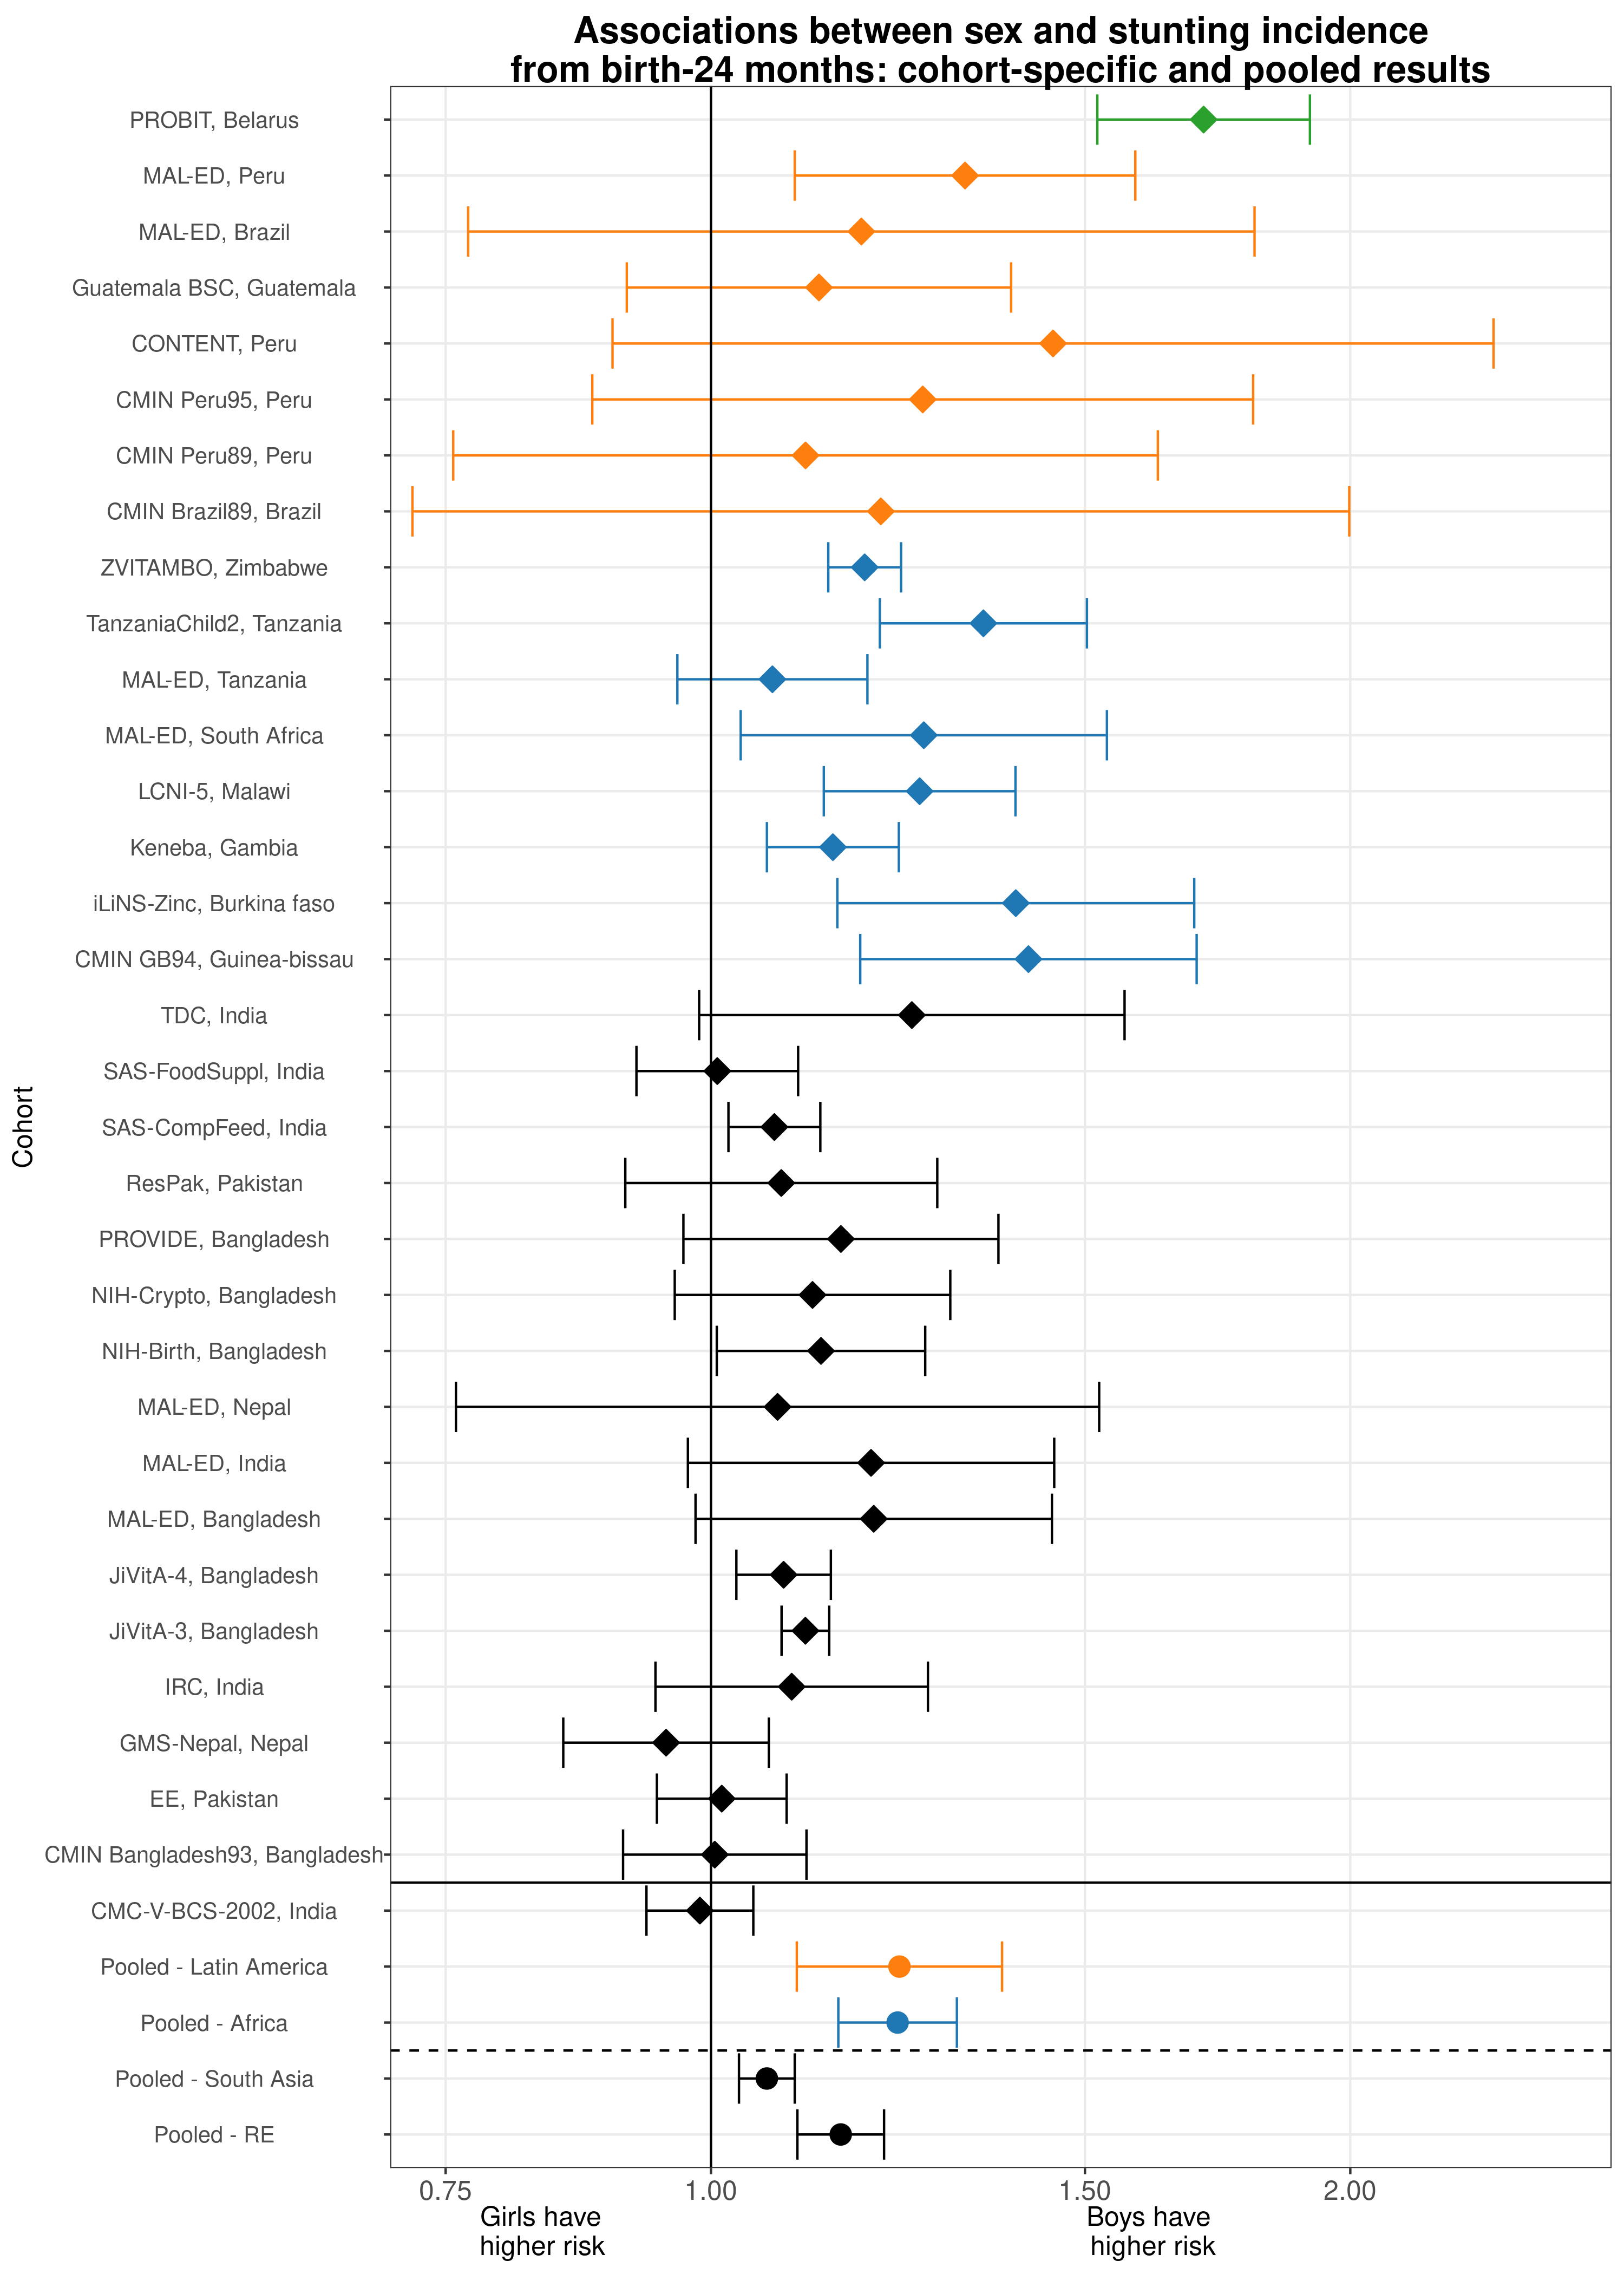 Associations between sex and stunting incidence
from birth-24 months: cohort-specific and pooled results
PROBIT, Belarus
MAL-ED, Peru
MAL-ED, Brazil
Guatemala BSC, Guatemala
CONTENT, Peru
CMIN Peru95, Peru
CMIN Peru89, Peru
CMIN Brazil89, Brazil
ZVITAMBO, Zimbabwe
TanzaniaChild2, Tanzania
MAL-ED, Tanzania
MAL-ED, South Africa
LCNI-5, Malawi
Keneba, Gambia
iLiNS-Zinc, Burkina faso
CMIN GB94, Guinea-bissau
TDC, India
SAS-FoodSuppl, India
SAS-CompFeed, India
ResPak, Pakistan
PROVIDE, Bangladesh
NIH-Crypto, Bangladesh
NIH-Birth, Bangladesh
MAL-ED, Nepal
MAL-ED, India
MAL-ED, Bangladesh
JiVitA-4, Bangladesh
JiVitA-3, Bangladesh
IRC, India
GMS-Nepal, Nepal
EE, Pakistan
CMIN Bangladesh93, Bangladesh
CMC-V-BCS-2002, India
Pooled - Latin America
Pooled - Africa
Pooled - South Asia
Pooled - RE
Cohort
0.75 1.00 1.50 2.00
Girls have
higher risk
Boys have
higher risk